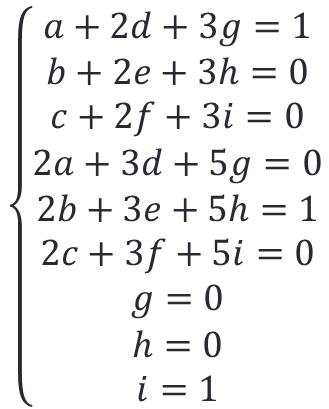 a + 2d + 3g = 1
b + 2e + 3h = 0
c + 2f + 3i = 0
2a + 3d + 5g = 0
2b + 3e + 5h = 1
2c + 3f + 5i = 0
g = 0
h = 0
i = 1